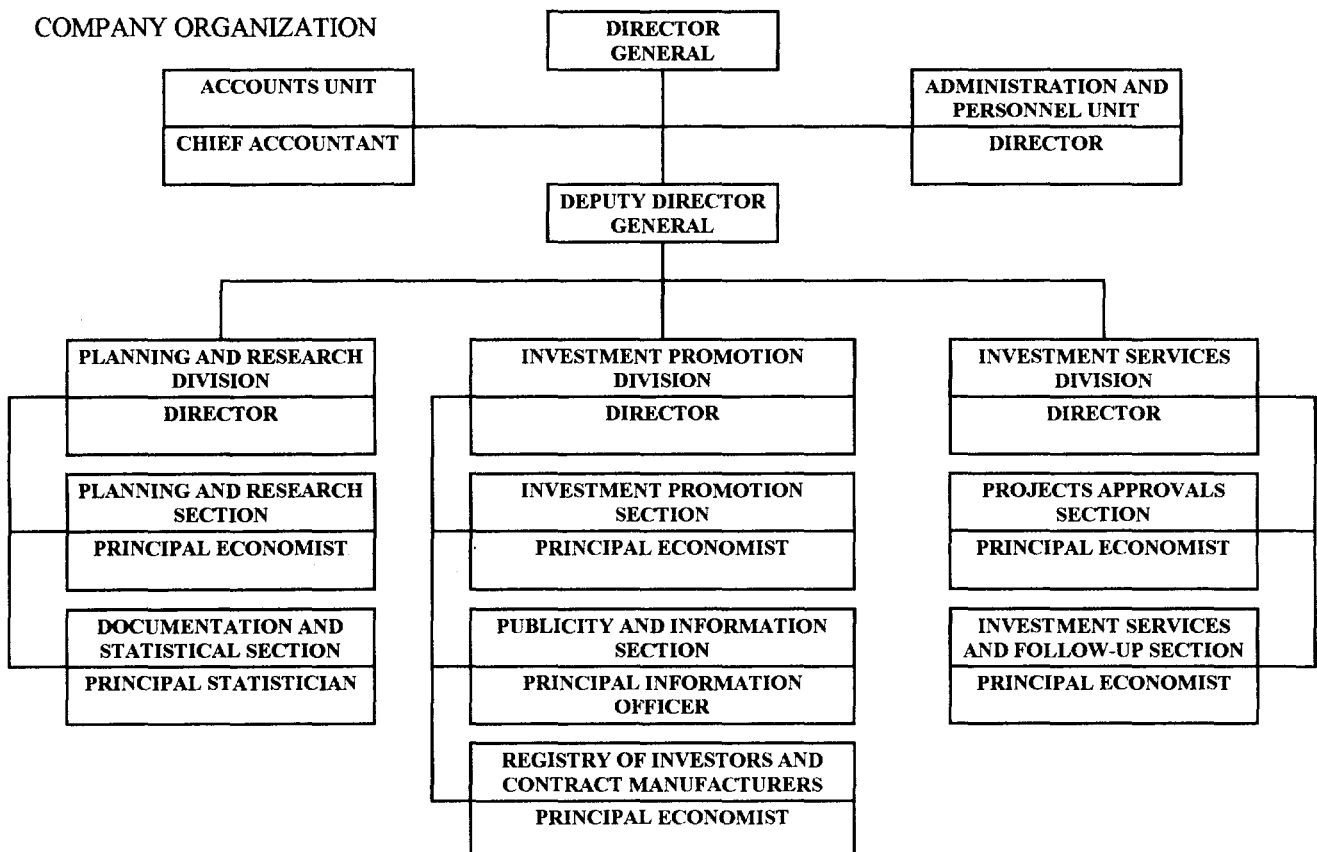 COMPANY ORGANIZATION
DIRECTOR
GENERAL
ACCOUNTS UNIT
CHIEF ACCOUNTANT
ADMINISTRATION AND
PERSONNEL UNIT
DIRECTOR
DEPUTY DIRECTOR
GENERAL
PLANNING AND RESEARCH
DIVISION
DIRECTOR
PLANNING AND RESEARCH
SECTION
PRINCIPAL ECONOMIST
DOCUMENTATION AND
STATISTICAL SECTION
PRINCIPAL STATISTICIAN
INVESTMENT PROMOTION
DIVISION
DIRECTOR
INVESTMENT PROMOTION
SECTION
PRINCIPAL ECONOMIST
PUBLICITY AND INFORMATION
SECTION
PRINCIPAL INFORMATION
OFFICER
REGISTRY OF INVESTORS AND
CONTRACT MANUFACTURERS
PRINCIPAL ECONOMIST
INVESTMENT SERVICES
DIVISION
DIRECTOR
PROJECTS APPROVALS
SECTION
PRINCIPAL ECONOMIST
INVESTMENT SERVICES
AND FOLLOW-UP SECTION
PRINCIPAL ECONOMIST